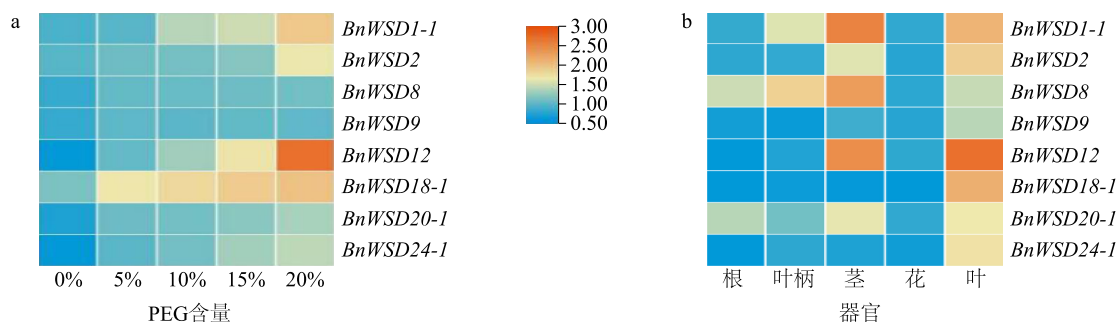 a
BnWSD1-1
BnWSD2
BnWSD8
BnWSD9
BnWSD12
BnWSD18-1
BnWSD20-1
BnWSD24-1
0% 5% 10% 15% 20%
PEG含量
3.00
2.50
2.00
1.50
1.00
0.50
b
BnWSD1-1
BnWSD2
BnWSD8
BnWSD9
BnWSD12
BnWSD18-1
BnWSD20-1
BnWSD24-1
根 叶柄 茎 花 叶
器官